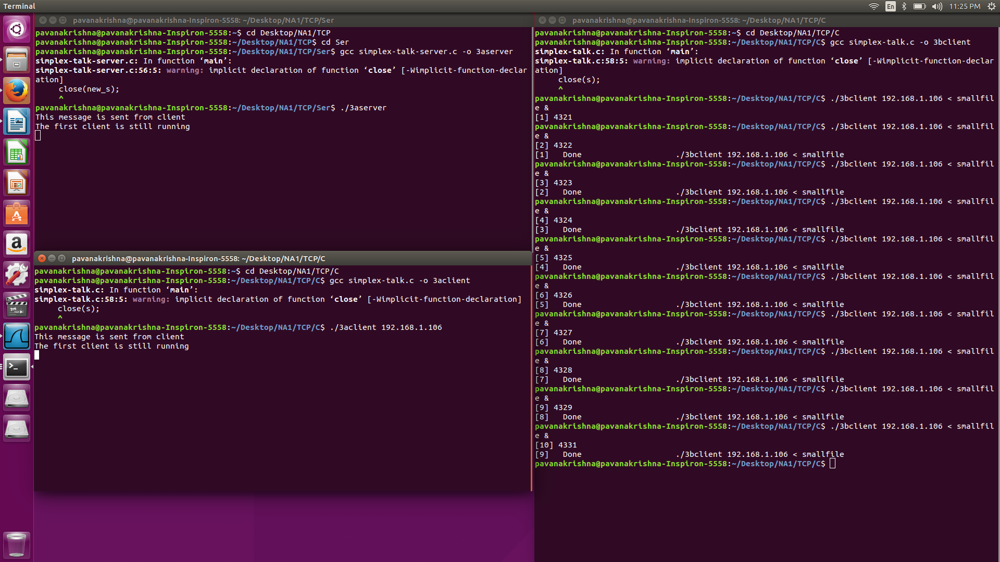 Terminal
En
11:25 PM
pavanakrishna@pavanakrishna-Inspiron-5558: ~/Desktop/NA1/TCP/Ser
pavanakrishna@pavanakrishna-Inspiron-5558:~$ cd Desktop/NA1/TCP
pavanakrishna@pavanakrishna-Inspiron-5558:~/Desktop/NA1/TCP$ cd Ser
pavanakrishna@pavanakrishna-Inspiron-5558:~/Desktop/NA1/TCP/Ser$ gcc simplex-talk-server.c -o 3aserver
simplex-talk-server.c: In function ‘main’:
simplex-talk-server.c:56:5: warning: implicit declaration of function ‘close’ [-Wimplicit-function-declar
ation]
close(new_s);
^
pavanakrishna@pavanakrishna-Inspiron-5558:~/Desktop/NA1/TCP/Ser$ ./3aserver
This message is sent from client
The first client is still running
pavanakrishna@pavanakrishna-Inspiron-5558: ~/Desktop/NA1/TCP/C
pavanakrishna@pavanakrishna-Inspiron-5558:~$ cd Desktop/NA1/TCP/C
pavanakrishna@pavanakrishna-Inspiron-5558:~/Desktop/NA1/TCP/C$ gcc simplex-talk.c -o 3aclient
simplex-talk.c: In function ‘main’:
simplex-talk.c:58:5: warning: implicit declaration of function ‘close’ [-Wimplicit-function-declaration]
close(s);
^
pavanakrishna@pavanakrishna-Inspiron-5558:~/Desktop/NA1/TCP/C$ ./3aclient 192.168.1.106
This message is sent from client
The first client is still running
pavanakrishna@pavanakrishna-Inspiron-5558: ~/Desktop/NA1/TCP/C
pavanakrishna@pavanakrishna-Inspiron-5558:~$ cd Desktop/NA1/TCP/C
pavanakrishna@pavanakrishna-Inspiron-5558:~/Desktop/NA1/TCP/C$ gcc simplex-talk.c -o 3bclient
simplex-talk.c: In function ‘main’:
simplex-talk.c:58:5: warning: implicit declaration of function ‘close’ [-Wimplicit-function-declar
ation]
close(s);
^
pavanakrishna@pavanakrishna-Inspiron-5558:~/Desktop/NA1/TCP/C$ ./3bclient 192.168.1.106 < smallfil
e &
[1] 4321
pavanakrishna@pavanakrishna-Inspiron-5558:~/Desktop/NA1/TCP/C$ ./3bclient 192.168.1.106 < smallfil
e &
[2] 4322
[1]   Done                    ./3bclient 192.168.1.106 < smallfile
pavanakrishna@pavanakrishna-Inspiron-5558:~/Desktop/NA1/TCP/C$ ./3bclient 192.168.1.106 < smallfil
e &
[3] 4323
[2]   Done                    ./3bclient 192.168.1.106 < smallfile
pavanakrishna@pavanakrishna-Inspiron-5558:~/Desktop/NA1/TCP/C$ ./3bclient 192.168.1.106 < smallfil
e &
[4] 4324
[3]   Done                    ./3bclient 192.168.1.106 < smallfile
pavanakrishna@pavanakrishna-Inspiron-5558:~/Desktop/NA1/TCP/C$ ./3bclient 192.168.1.106 < smallfil
e &
[5] 4325
[4]   Done                    ./3bclient 192.168.1.106 < smallfile
pavanakrishna@pavanakrishna-Inspiron-5558:~/Desktop/NA1/TCP/C$ ./3bclient 192.168.1.106 < smallfil
e &
[6] 4326
[5]   Done                    ./3bclient 192.168.1.106 < smallfile
pavanakrishna@pavanakrishna-Inspiron-5558:~/Desktop/NA1/TCP/C$ ./3bclient 192.168.1.106 < smallfil
e &
[7] 4327
[6]   Done                    ./3bclient 192.168.1.106 < smallfile
pavanakrishna@pavanakrishna-Inspiron-5558:~/Desktop/NA1/TCP/C$ ./3bclient 192.168.1.106 < smallfil
e &
[8] 4328
[7]   Done                    ./3bclient 192.168.1.106 < smallfile
pavanakrishna@pavanakrishna-Inspiron-5558:~/Desktop/NA1/TCP/C$ ./3bclient 192.168.1.106 < smallfil
e &
[9] 4329
[8]   Done                    ./3bclient 192.168.1.106 < smallfile
pavanakrishna@pavanakrishna-Inspiron-5558:~/Desktop/NA1/TCP/C$ ./3bclient 192.168.1.106 < smallfil
e &
[10] 4331
[9]   Done                    ./3bclient 192.168.1.106 < smallfile
pavanakrishna@pavanakrishna-Inspiron-5558:~/Desktop/NA1/TCP/C$